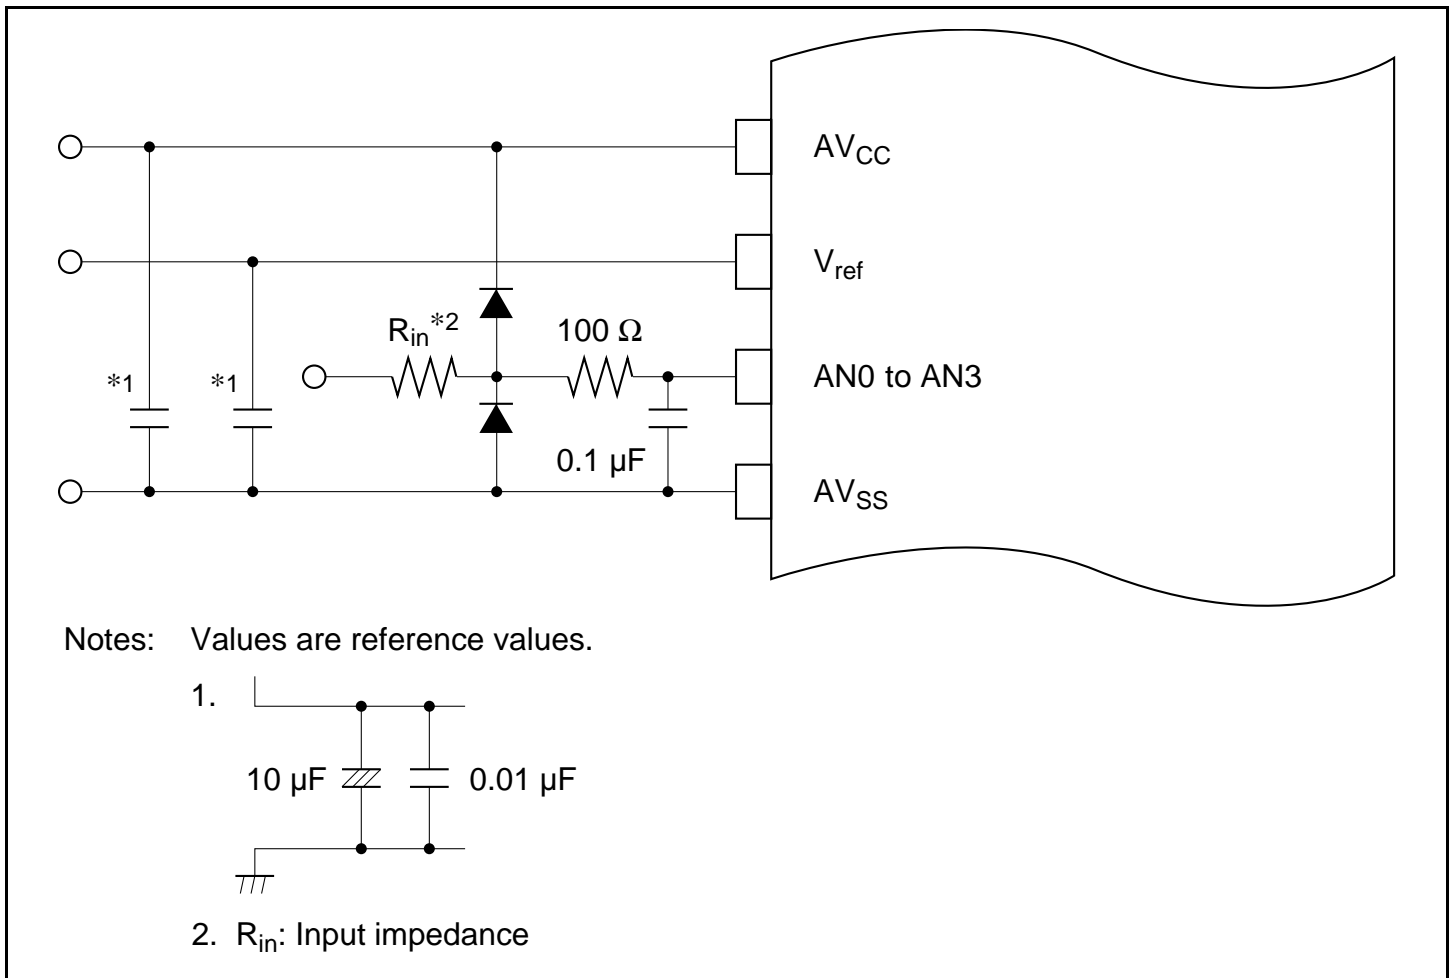 AVCC
Vref
Rin*2
100 Ω
*1
*1
AN0 to AN3
0.1 µF
AVSS
Notes: Values are reference values.
1.
10 µF
0.01 µF
2. Rin: Input impedance